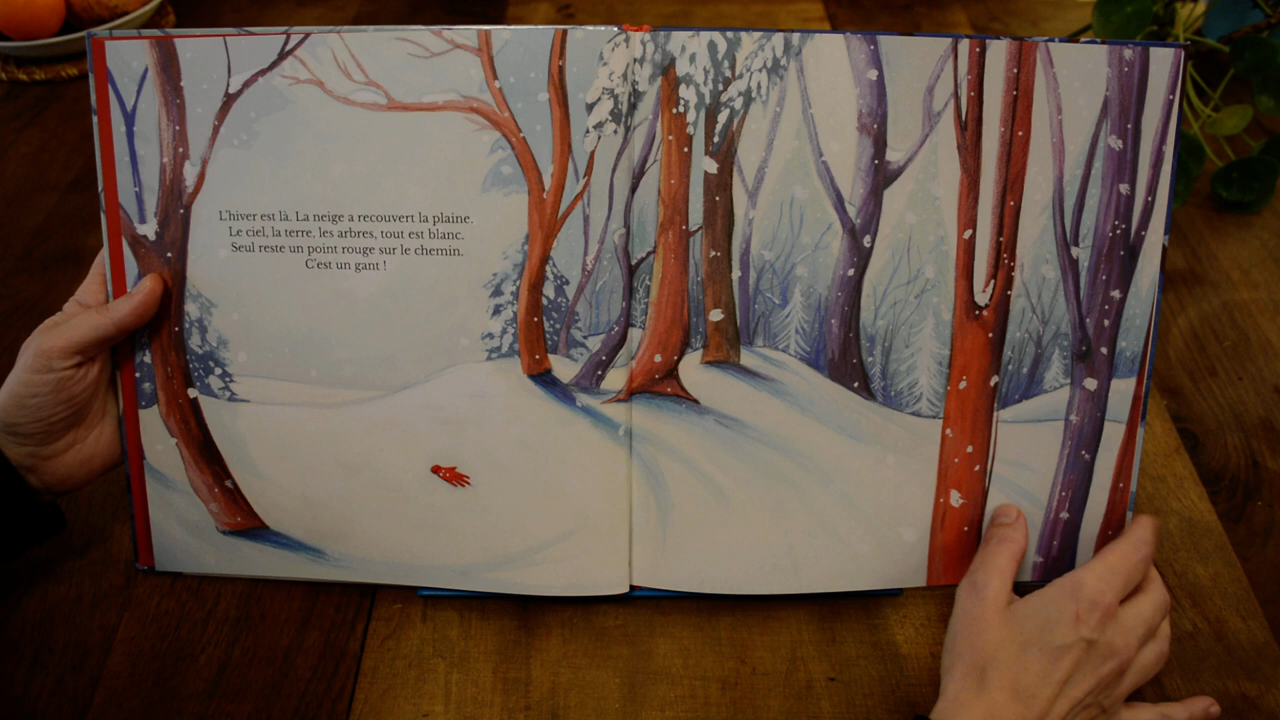 L'hiver est là. La neige a recouvert la plaine.
Le ciel, la terre, les arbres, tout est blanc.
Seul reste un point rouge sur le chemin.
C'est un gant !